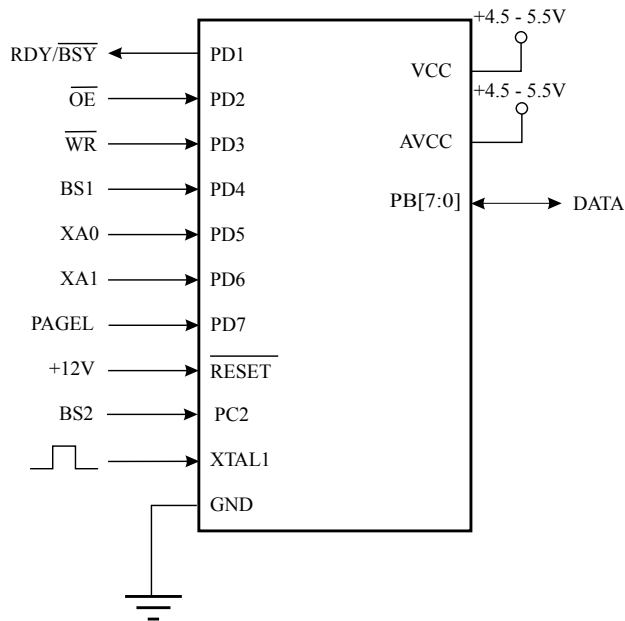 +4.5 - 5.5V
RDY/BSY PD1
VCC
OE PD2
+4.5 - 5.5V
WR PD3
AVCC
BS1 PD4
PB[7:0] DATA
XA0 PD5
XA1 PD6
PAGEL PD7
+12V RESET
BS2 PC2
XTAL1
GND